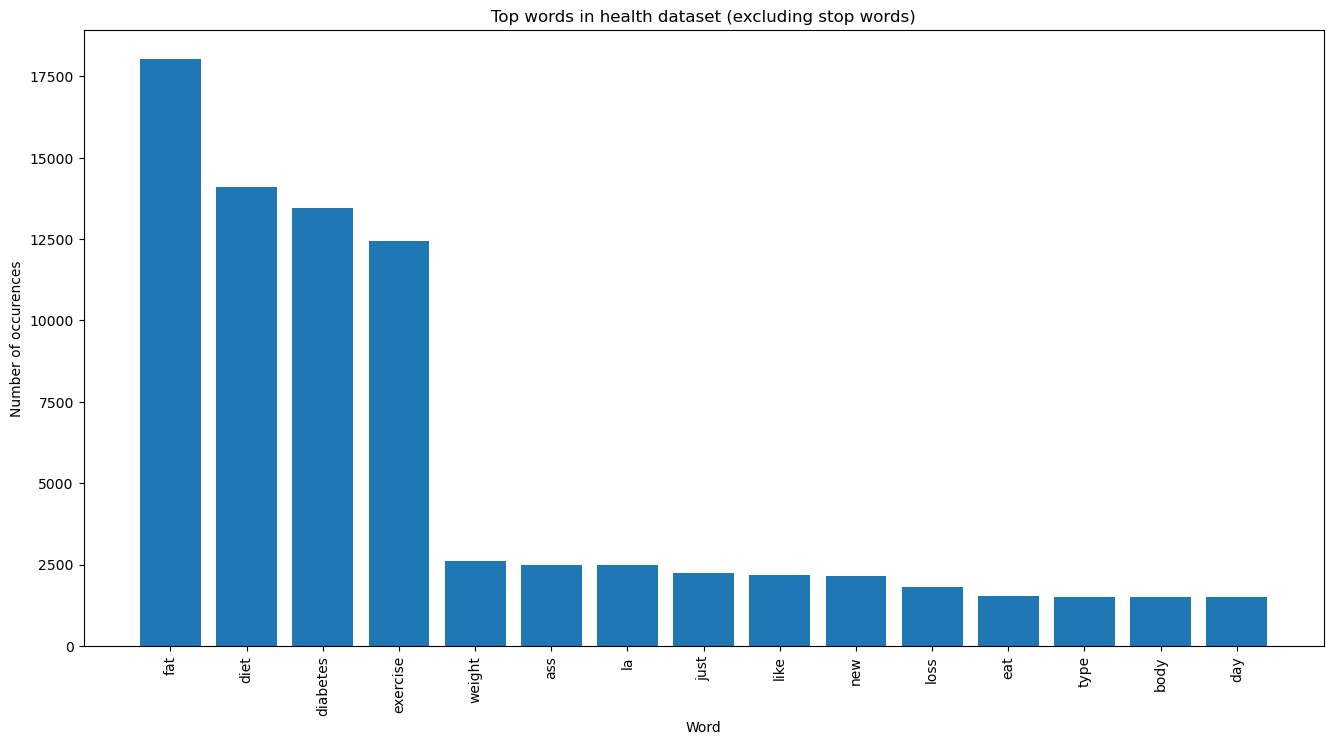 Top words in health dataset (excluding stop words)
Number of occurences
17500
15000
12500
10000
7500
5000
2500
0
fat
diet
diabetes
exercise
weight
ass
la
just
like
new
loss
eat
type
body
day
Word